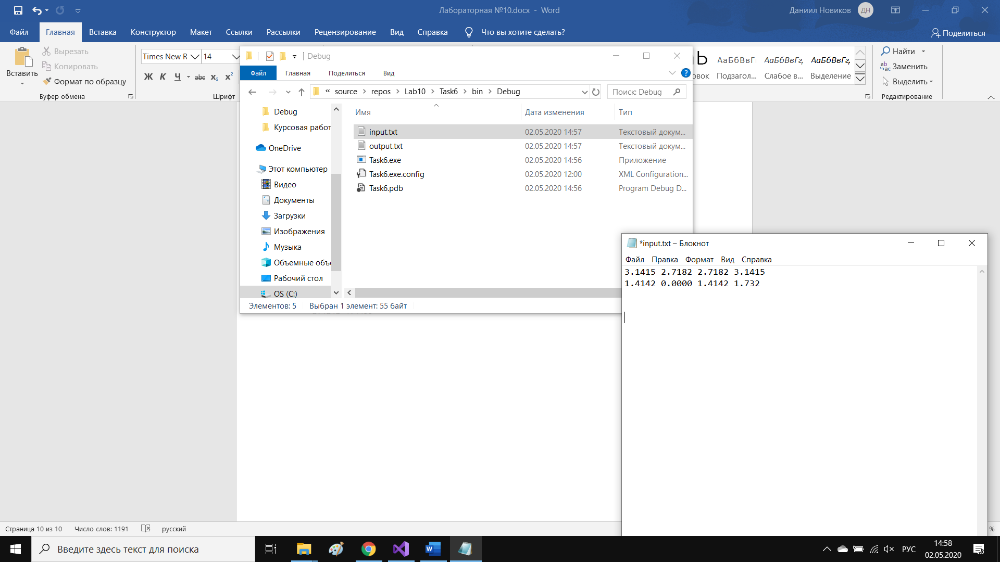 Лабораторная №10.docx - Word
Даниил Новиков ДН
Файл Главная Вставка Конструктор Макет Ссылки Рассылки Рецензирование Вид Справка Что вы хотите сделать? Поделиться
Вставить
Вырезать
Копировать
Формат по образцу
Буфер обмена
Times New R 14
Ж К Ч abc x₂ x²
Шрифт
АаБбВвГг, АаБбВвГг,
Подзагол... Слабое в... Выделение
Найти
Заменить
Выделить
Редактирование
Debug
Файл Главная Поделиться Вид
« source repos Lab10 Task6 bin Debug
Поиск: Debug
Debug
OneDrive
Этот компьютер
Видео
Документы
Загрузки
Изображения
Музыка
Рабочий стол
OS (C:)
Имя Дата изменения Тип
input.txt 02.05.2020 14:57 Текстовый докум...
output.txt 02.05.2020 14:57 Текстовый докум...
Task6.exe 02.05.2020 14:56 Приложение
Task6.exe.config 02.05.2020 12:00 XML Configuration...
Task6.pdb 02.05.2020 14:56 Program Debug D...
Элементов: 5 Выбран 1 элемент: 55 байт
*input.txt – Блокнот
Файл Правка Формат Вид Справка
3.1415 2.7182 2.7182 3.1415
1.4142 0.0000 1.4142 1.732
Страница 10 из 10 Число слов: 1191 русский
%
Введите здесь текст для поиска
РУС
14:58
02.05.2020